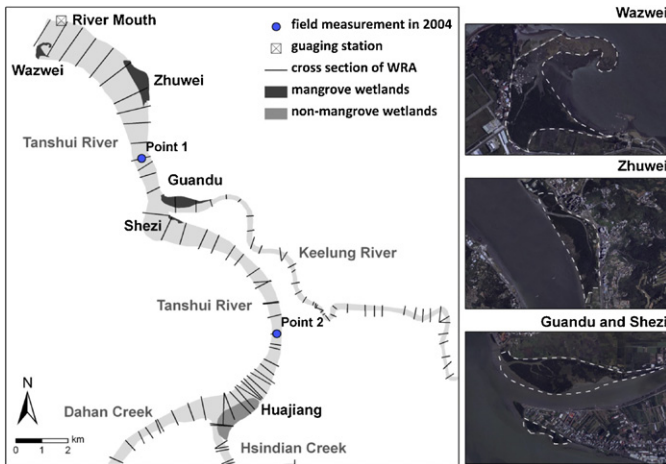 River Mouth
Wazwei
Zhuwei
Tanshui River
Point 1
Guandu
Shezi
Keelung River
Tanshui River
Point 2
Dahan Creek
Huajiang
Hsindian Creek
N
0 1 2
km
field measurement in 2004
guaging station
cross section of WRA
mangrove wetlands
non-mangrove wetlands
Wazwei
Zhuwei
Guandu and Shezi